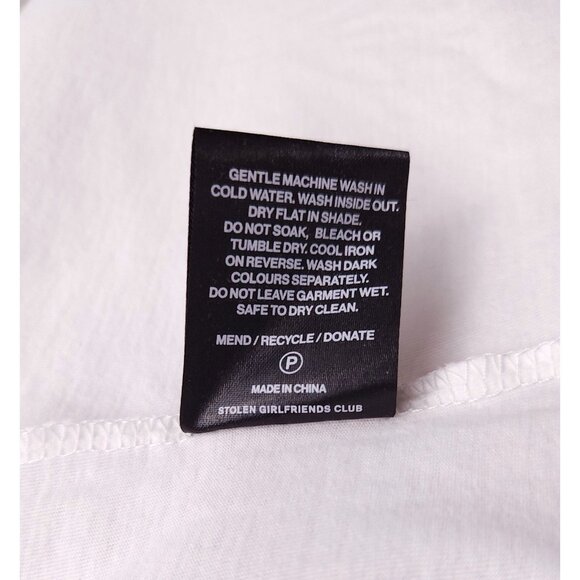 GENTLE MACHINE WASH IN
COLD WATER. WASH INSIDE OUT.
DRY FLAT IN SHADE.
DO NOT SOAK, BLEACH OR
TUMBLE DRY. COOL IRON
ON REVERSE. WASH DARK
COLOURS SEPARATELY.
DO NOT LEAVE GARMENT WET.
SAFE TO DRY CLEAN.
MEND / RECYCLE / DONATE
P
MADE IN CHINA
STOLEN GIRLFRIENDS CLUB